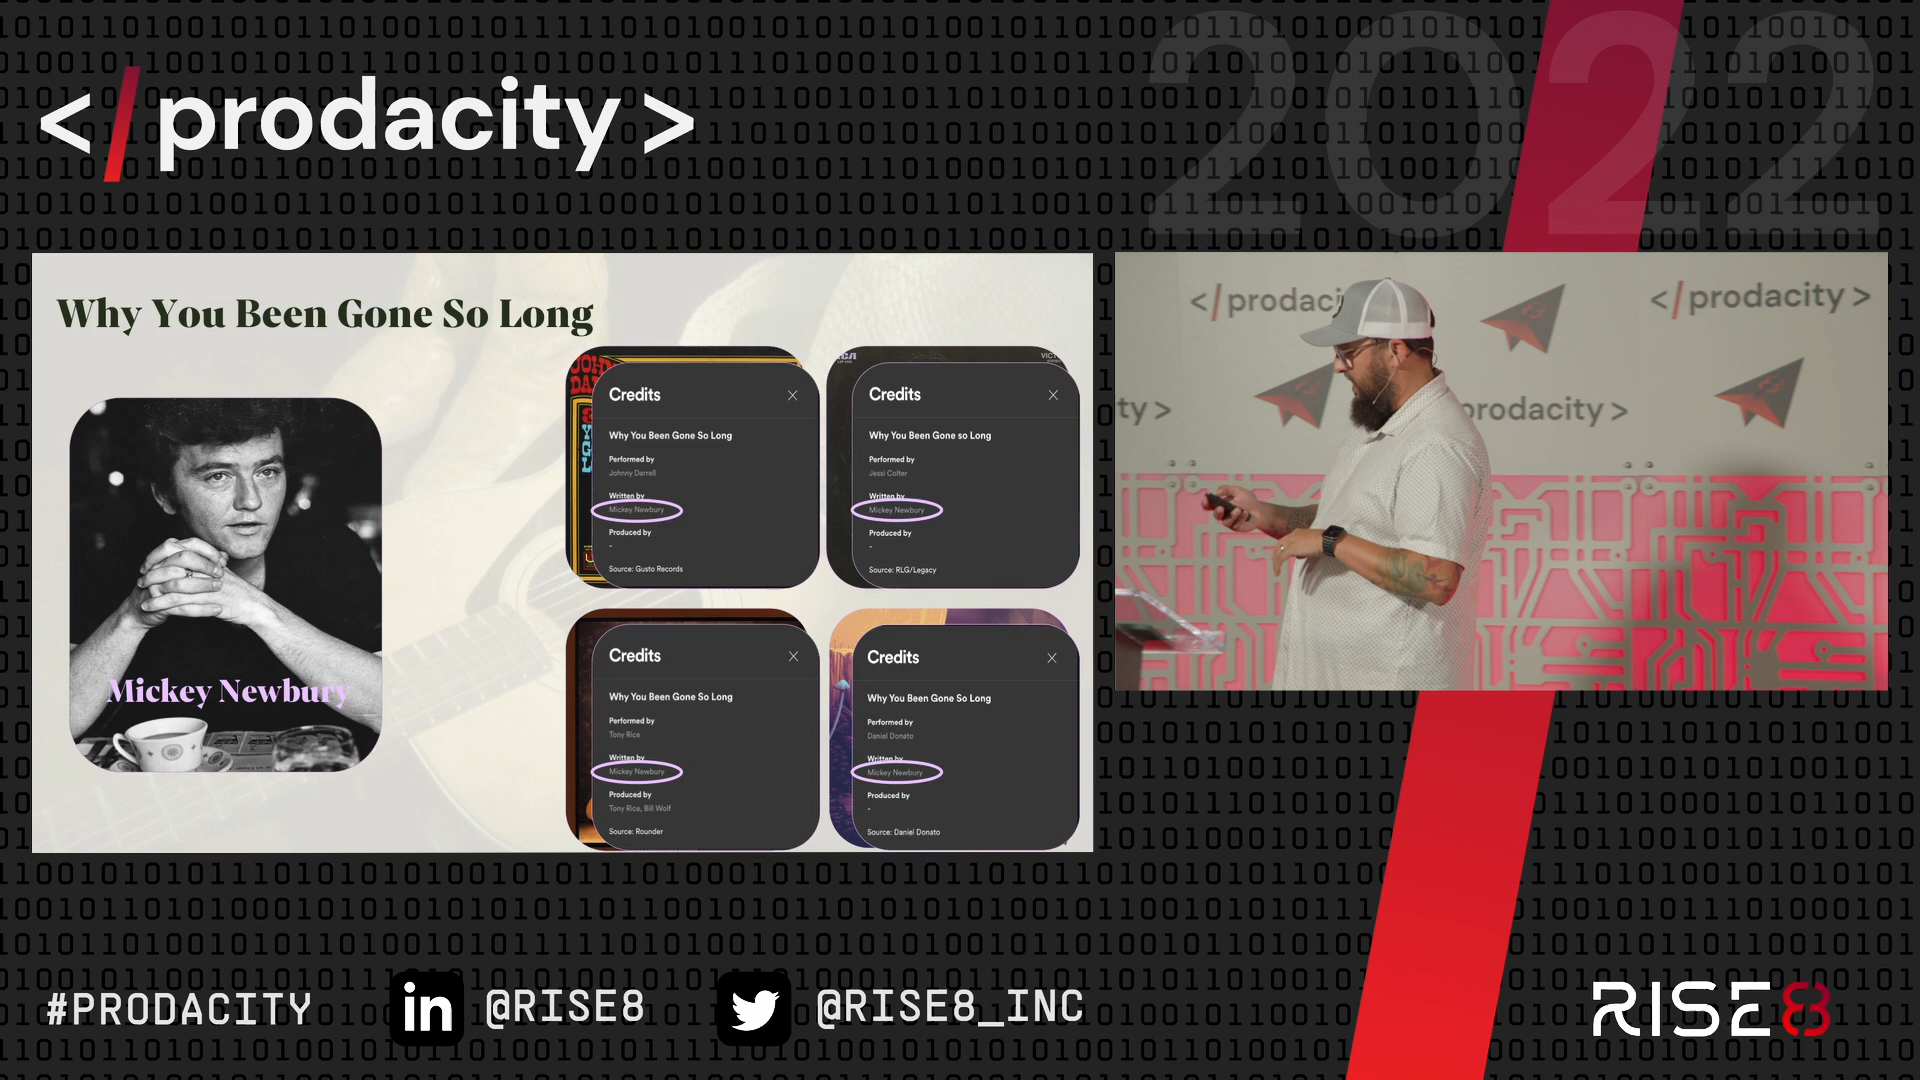 2022
</prodacity>
Why You Been Gone So Long
Mickey Newbury
Credits
Why You Been Gone So Long
Performed by
Johnny Darrell
Written by
Mickey Newbury
Produced by
-
Source: Gusto Records
Credits
Why You Been Gone so Long
Performed by
Jessi Colter
Written by
Mickey Newbury
Produced by
-
Source: RLG/Legacy
Credits
Why You Been Gone So Long
Performed by
Tony Rice
Written by
Mickey Newbury
Produced by
Tony Rice, Bill Wolf
Source: Rounder
Credits
Why You Been Gone So Long
Performed by
Daniel Donato
Written by
Mickey Newbury
Produced by
-
Source: Daniel Donato
</prodaci
</prodacity>
ty>
prodacity>
#PRODACITY
in @RISE8
@RISE8_INC
RISE8